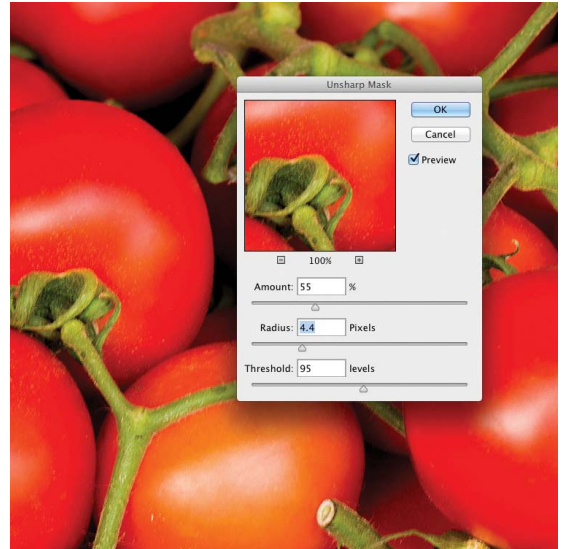 Unsharp Mask
OK
Cancel
Preview
100%
Amount: 55 %
Radius: 4.4 Pixels
Threshold: 95 levels